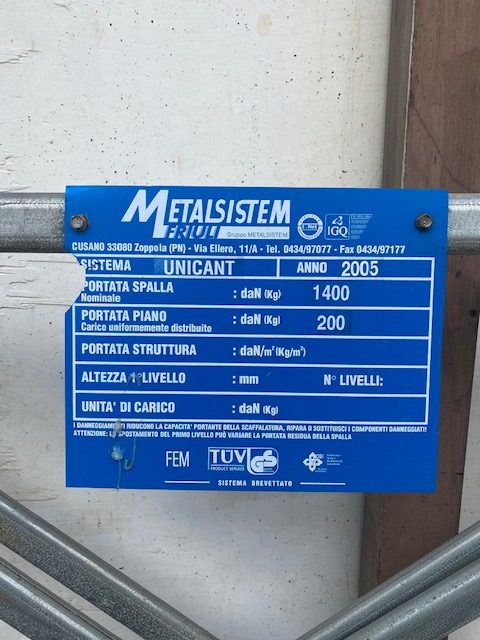 METALSISTEM
FRIULI Gruppo METALSISTEM
IGQ
CUSANO 33080 Zoppola (PN) - Via Ellero, 11/A - Tel. 0434/97077 - Fax 0434/97177
SISTEMA UNICANT ANNO 2005
PORTATA SPALLA : daN (Kg) 1400
Nominale
PORTATA PIANO : daN (Kg) 200
Carico uniformemente distribuito
PORTATA STRUTTURA : daN/m² (Kg/m²)
ALTEZZA 1° LIVELLO : mm N° LIVELLI:
UNITA' DI CARICO : daN (Kg)
I DANNEGGIAMENTI RIDUCONO LA CAPACITA' PORTANTE DELLA SCAFFALATURA, RIPARA O SOSTITUISCI I COMPONENTI DANNEGGIATI!
ATTENZIONE: LO SPOSTAMENTO DEL PRIMO LIVELLO PUÒ VARIARE LA PORTATA RESIDUA DELLA SPALLA
FEM TÜV GS
PRODUCT SERVICE
SISTEMA BREVETTATO